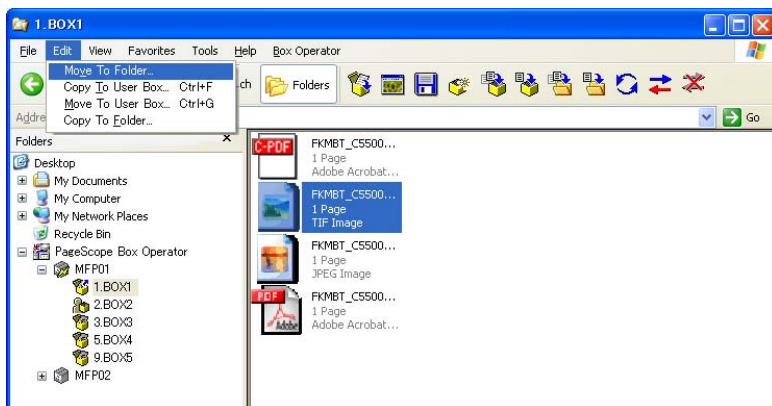 1.BOX1
File Edit View Favorites Tools Help Box Operator
Move To Folder...
Copy To User Box... Ctrl+F
Move To User Box... Ctrl+G
Copy To Folder...
ch Folders
Addre
Go
Folders x
Desktop
My Documents
My Computer
My Network Places
Recycle Bin
PageScope Box Operator
MFP01
1.BOX1
2.BOX2
3.BOX3
5.BOX4
9.BOX5
MFP02
C-PDF
FKMBT_C5500...
1 Page
Adobe Acrobat...
FKMBT_C5500...
1 Page
TIF Image
FKMBT_C5500...
1 Page
JPEG Image
PDF
Adobe
FKMBT_C5500...
1 Page
Adobe Acrobat...